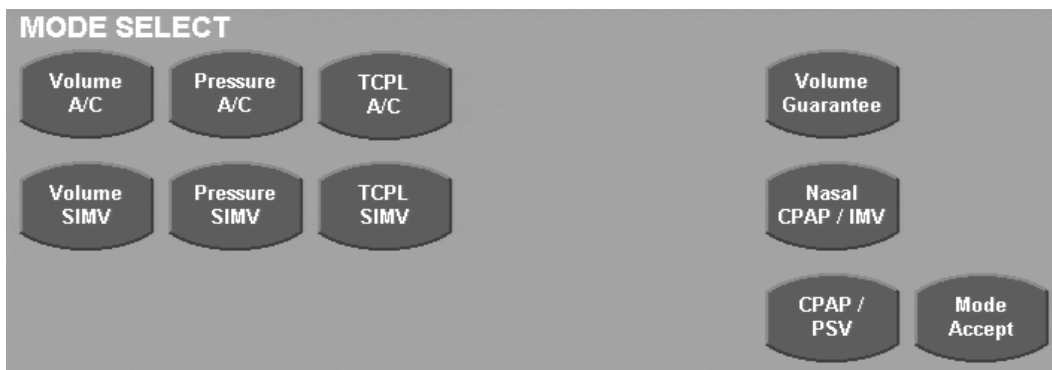 MODE SELECT
Volume
A/C
Pressure
A/C
TCPL
A/C
Volume
Guarantee
Volume
SIMV
Pressure
SIMV
TCPL
SIMV
Nasal
CPAP / IMV
CPAP /
PSV
Mode
Accept